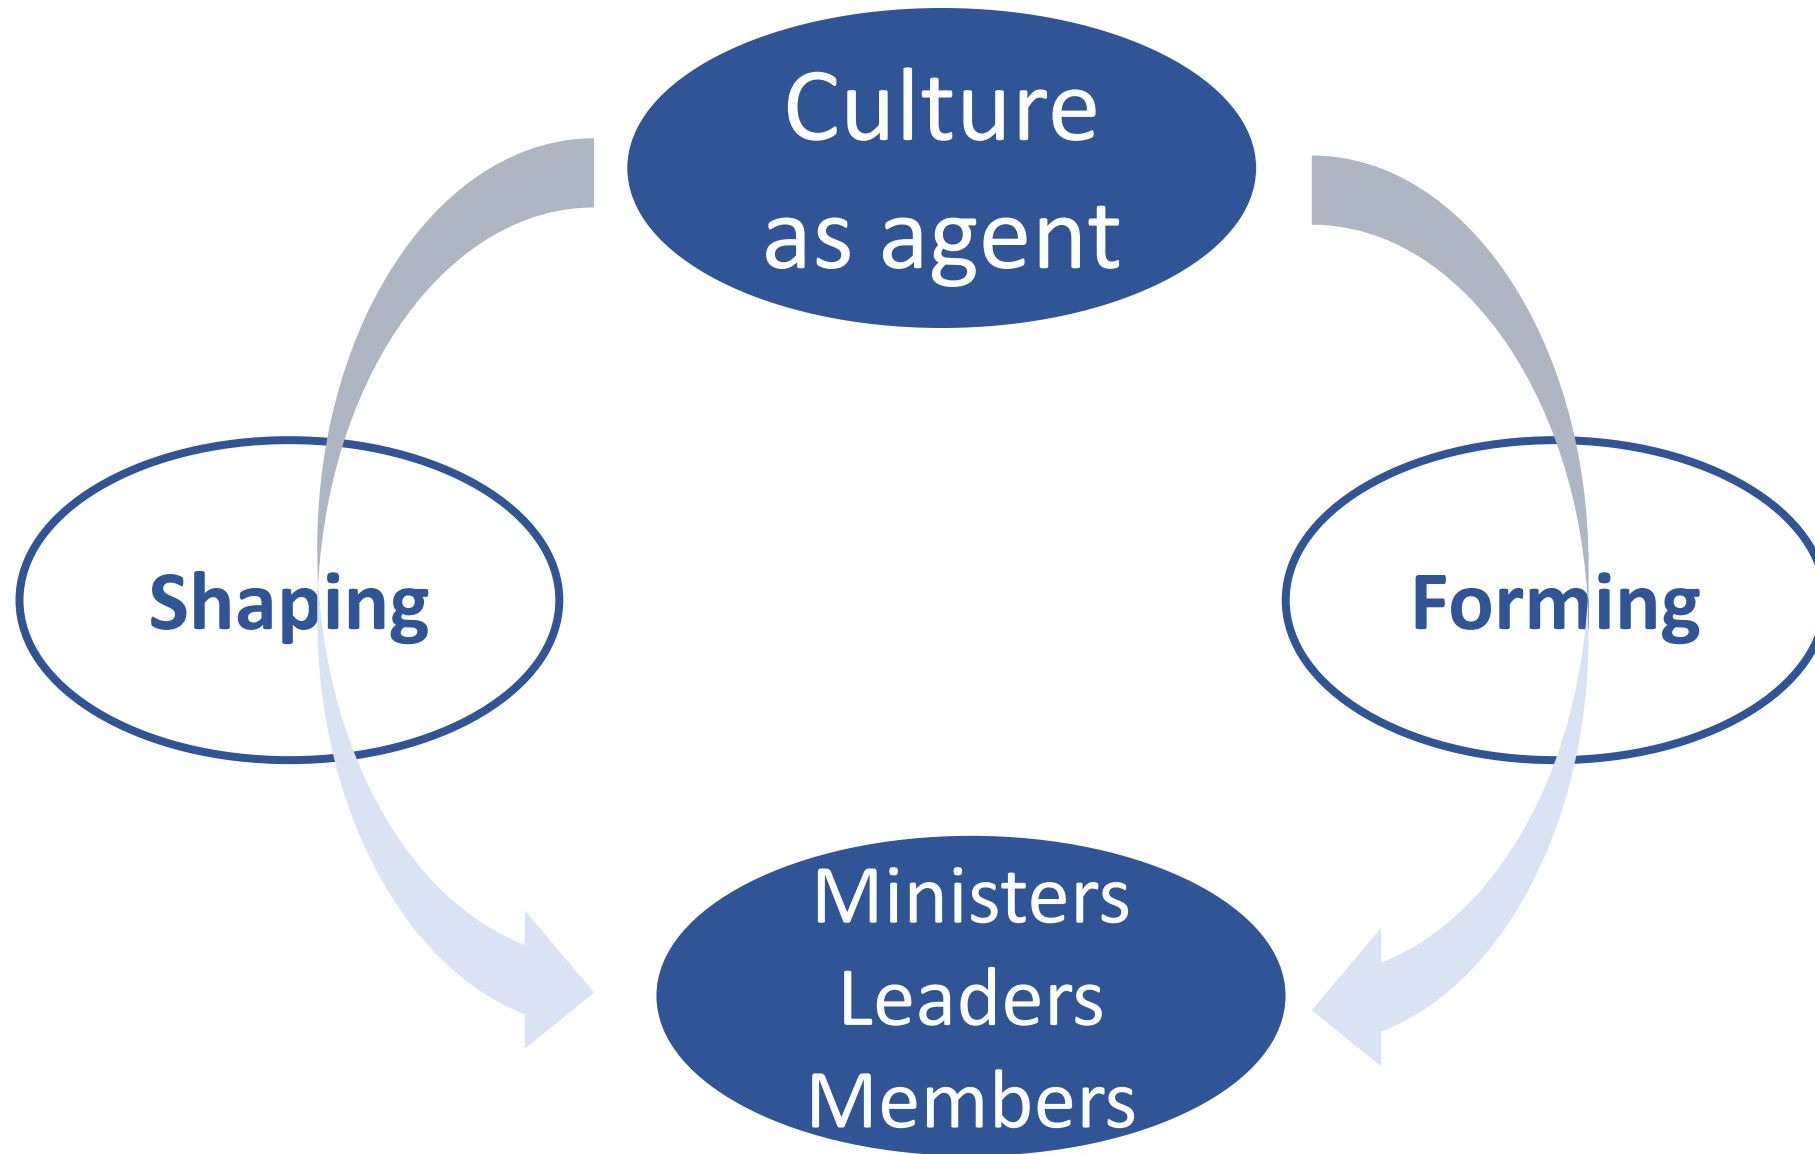 Culture
as agent
Shaping
Forming
Ministers
Leaders
Members